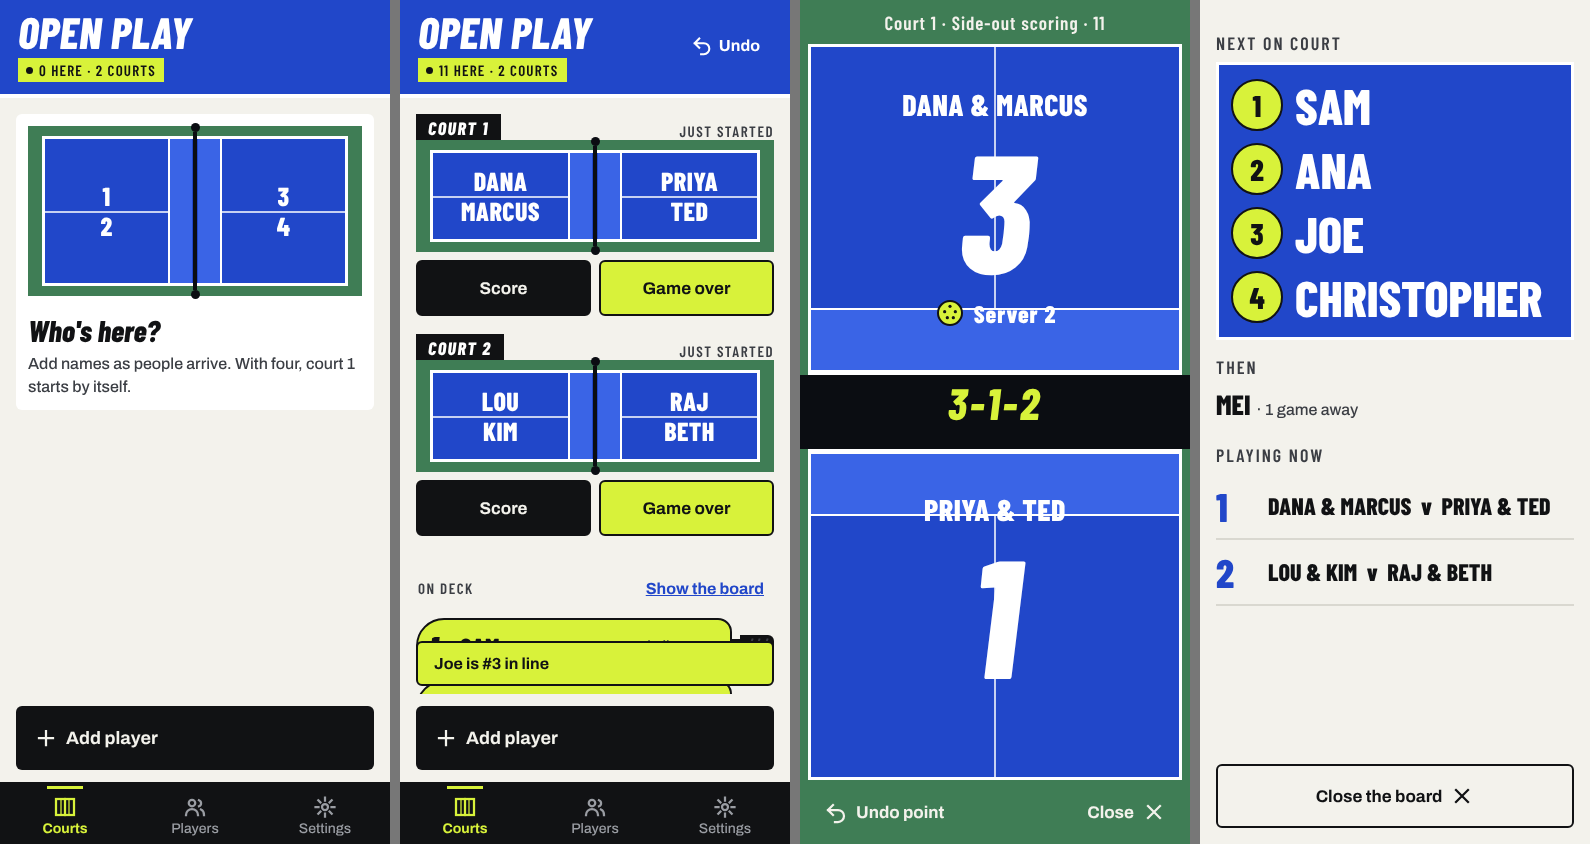 OPEN PLAY
0 HERE · 2 COURTS
1
2
3
4
Who's here?
Add names as people arrive. With four, court 1
starts by itself.
Add player
Courts
Players
Settings
OPEN PLAY
11 HERE · 2 COURTS
Undo
COURT 1
JUST STARTED
DANA
MARCUS
PRIYA
TED
Score
Game over
COURT 2
JUST STARTED
LOU
KIM
RAJ
BETH
Score
Game over
ON DECK
Show the board
Joe is #3 in line
Add player
Courts
Players
Settings
Court 1 · Side-out scoring · 11
DANA & MARCUS
3
Server 2
3-1-2
PRIYA & TED
1
Undo point
Close
NEXT ON COURT
1 SAM
2 ANA
3 JOE
4 CHRISTOPHER
THEN
MEI · 1 game away
PLAYING NOW
1 DANA & MARCUS v PRIYA & TED
2 LOU & KIM v RAJ & BETH
Close the board